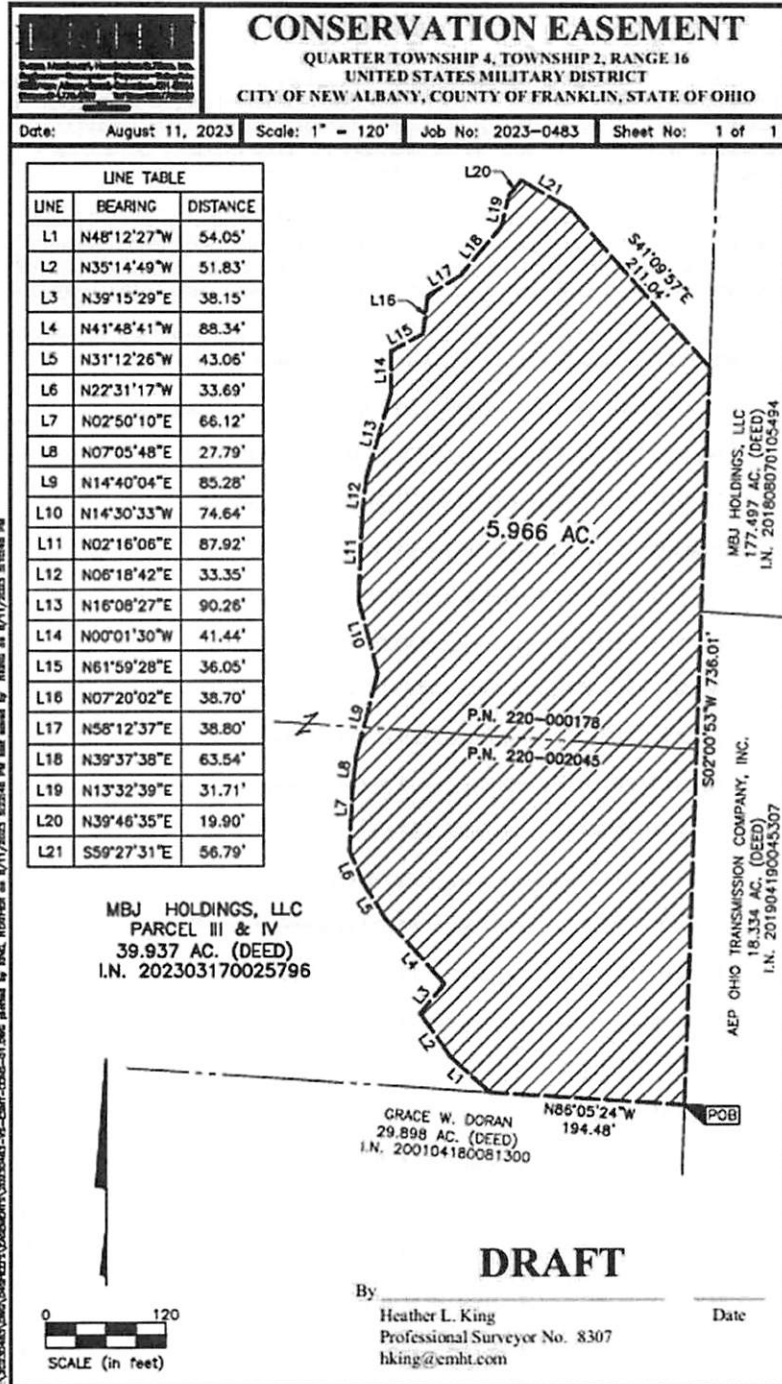 CONSERVATION EASEMENT
QUARTER TOWNSHIP 4, TOWNSHIP 2, RANGE 16
UNITED STATES MILITARY DISTRICT
CITY OF NEW ALBANY, COUNTY OF FRANKLIN, STATE OF OHIO
Date: August 11, 2023 Scale: 1" = 120' Job No: 2023-0483 Sheet No: 1 of 1
LINE TABLE
LINE BEARING DISTANCE
L1 N48°12'27"W 54.05'
L2 N35°14'49"W 51.83'
L3 N39°15'29"E 38.15'
L4 N41°48'41"W 88.34'
L5 N31°12'26"W 43.06'
L6 N22°31'17"W 33.69'
L7 N02°50'10"E 66.12'
L8 N07°05'48"E 27.79'
L9 N14°40'04"E 85.28'
L10 N14°30'33"W 74.64'
L11 N02°16'06"E 87.92'
L12 N06°18'42"E 33.35'
L13 N16°08'27"E 90.26'
L14 N00°01'30"W 41.44'
L15 N61°59'28"E 36.05'
L16 N07°20'02"E 38.70'
L17 N58°12'37"E 38.80'
L18 N39°37'38"E 63.54'
L19 N13°32'39"E 31.71'
L20 N39°46'35"E 19.90'
L21 S59°27'31"E 56.79'
L20
L21
L19
L18
L17
L16
L15
L14
L13
L12
L11
L10
L9
L8
L7
L6
L5
L4
L3
L2
L1
S41°09'57"E
211.04'
5.966 AC.
MBJ HOLDINGS, LLC
177.497 AC. (DEED)
I.N. 201808070105494
S02°00'53"W 736.01'
P.N. 220-000178
P.N. 220-002045
AEP OHIO TRANSMISSION COMPANY, INC.
18.334 AC. (DEED)
I.N. 201904190045307
MBJ HOLDINGS, LLC
PARCEL III & IV
39.937 AC. (DEED)
I.N. 202303170025796
GRACE W. DORAN
29.898 AC. (DEED)
I.N. 200104180081300
N86°05'24"W
194.48'
POB
DRAFT
By
Heather L. King Date
Professional Surveyor No. 8307
hking@emht.com
0 120
SCALE (in feet)